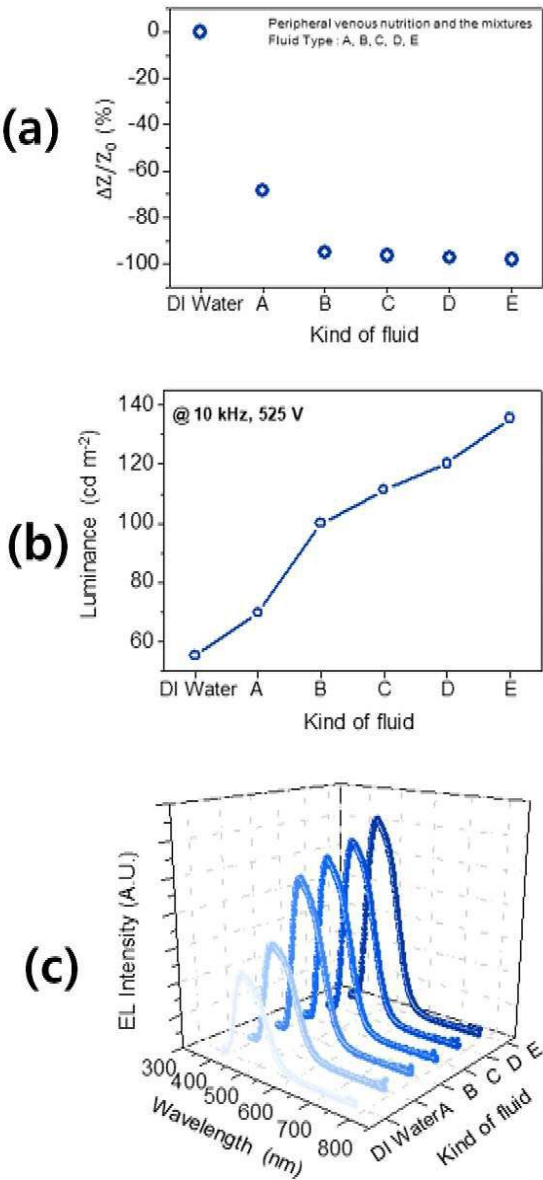 (a)
Peripheral venous nutrition and the mixtures
Fluid Type : A, B, C, D, E
ΔZ/Z0 (%)
0
-20
-40
-60
-80
-100
DI Water A B C D E
Kind of fluid
(b)
@ 10 kHz, 525 V
Luminance (cd m-2)
140
120
100
80
60
DI Water A B C D E
Kind of fluid
(c)
EL Intensity (A.U.)
300
400
500
600
700
800
Wavelength (nm)
DI Water A B C D E
Kind of fluid